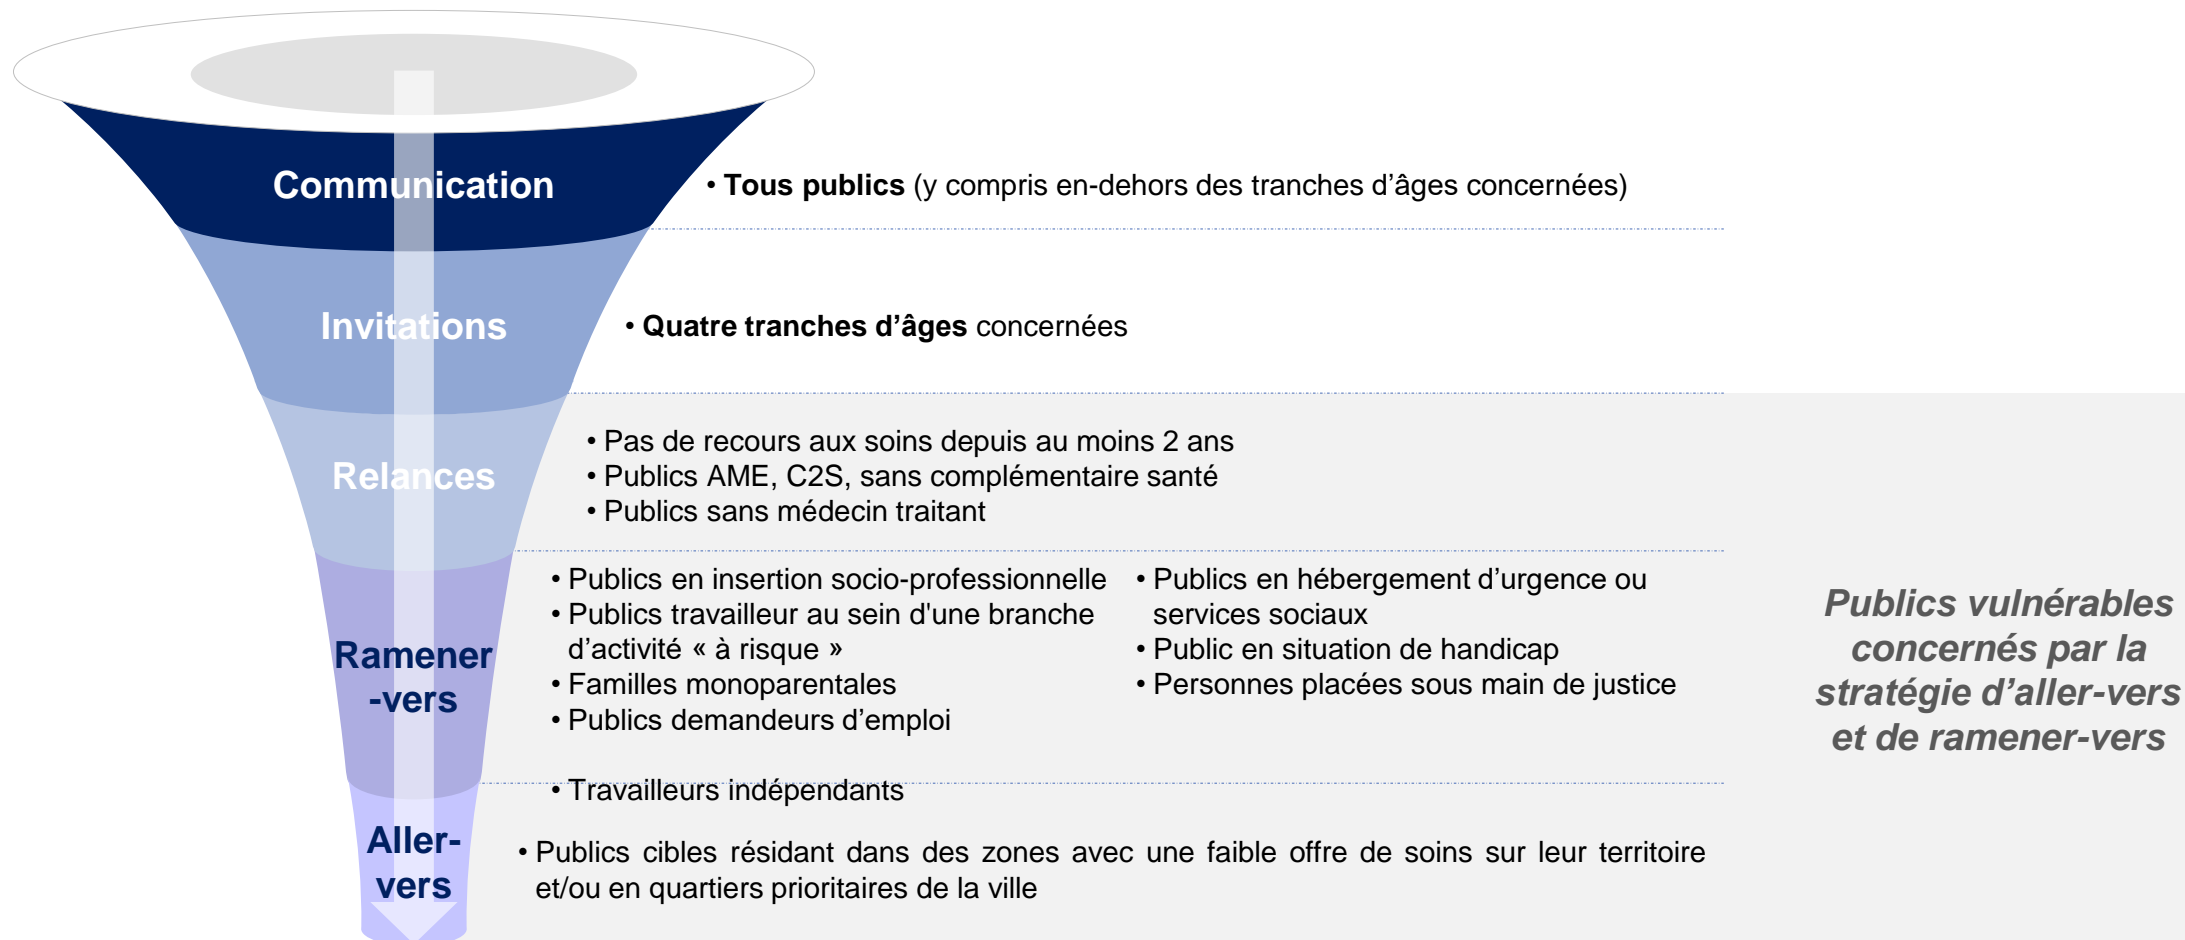 Communication
• Tous publics (y compris en-dehors des tranches d’âges concernées)
Invitations
• Quatre tranches d’âges concernées
Relances
• Pas de recours aux soins depuis au moins 2 ans
• Publics AME, C2S, sans complémentaire santé
• Publics sans médecin traitant
Ramener
-vers
• Publics en insertion socio-professionnelle
• Publics travailleur au sein d'une branche
d’activité « à risque »
• Familles monoparentales
• Publics demandeurs d’emploi
• Travailleurs indépendants
• Publics en hébergement d’urgence ou
services sociaux
• Public en situation de handicap
• Personnes placées sous main de justice
Publics vulnérables
concernés par la
stratégie d’aller-vers
et de ramener-vers
Aller-
vers
• Publics cibles résidant dans des zones avec une faible offre de soins sur leur territoire
et/ou en quartiers prioritaires de la ville